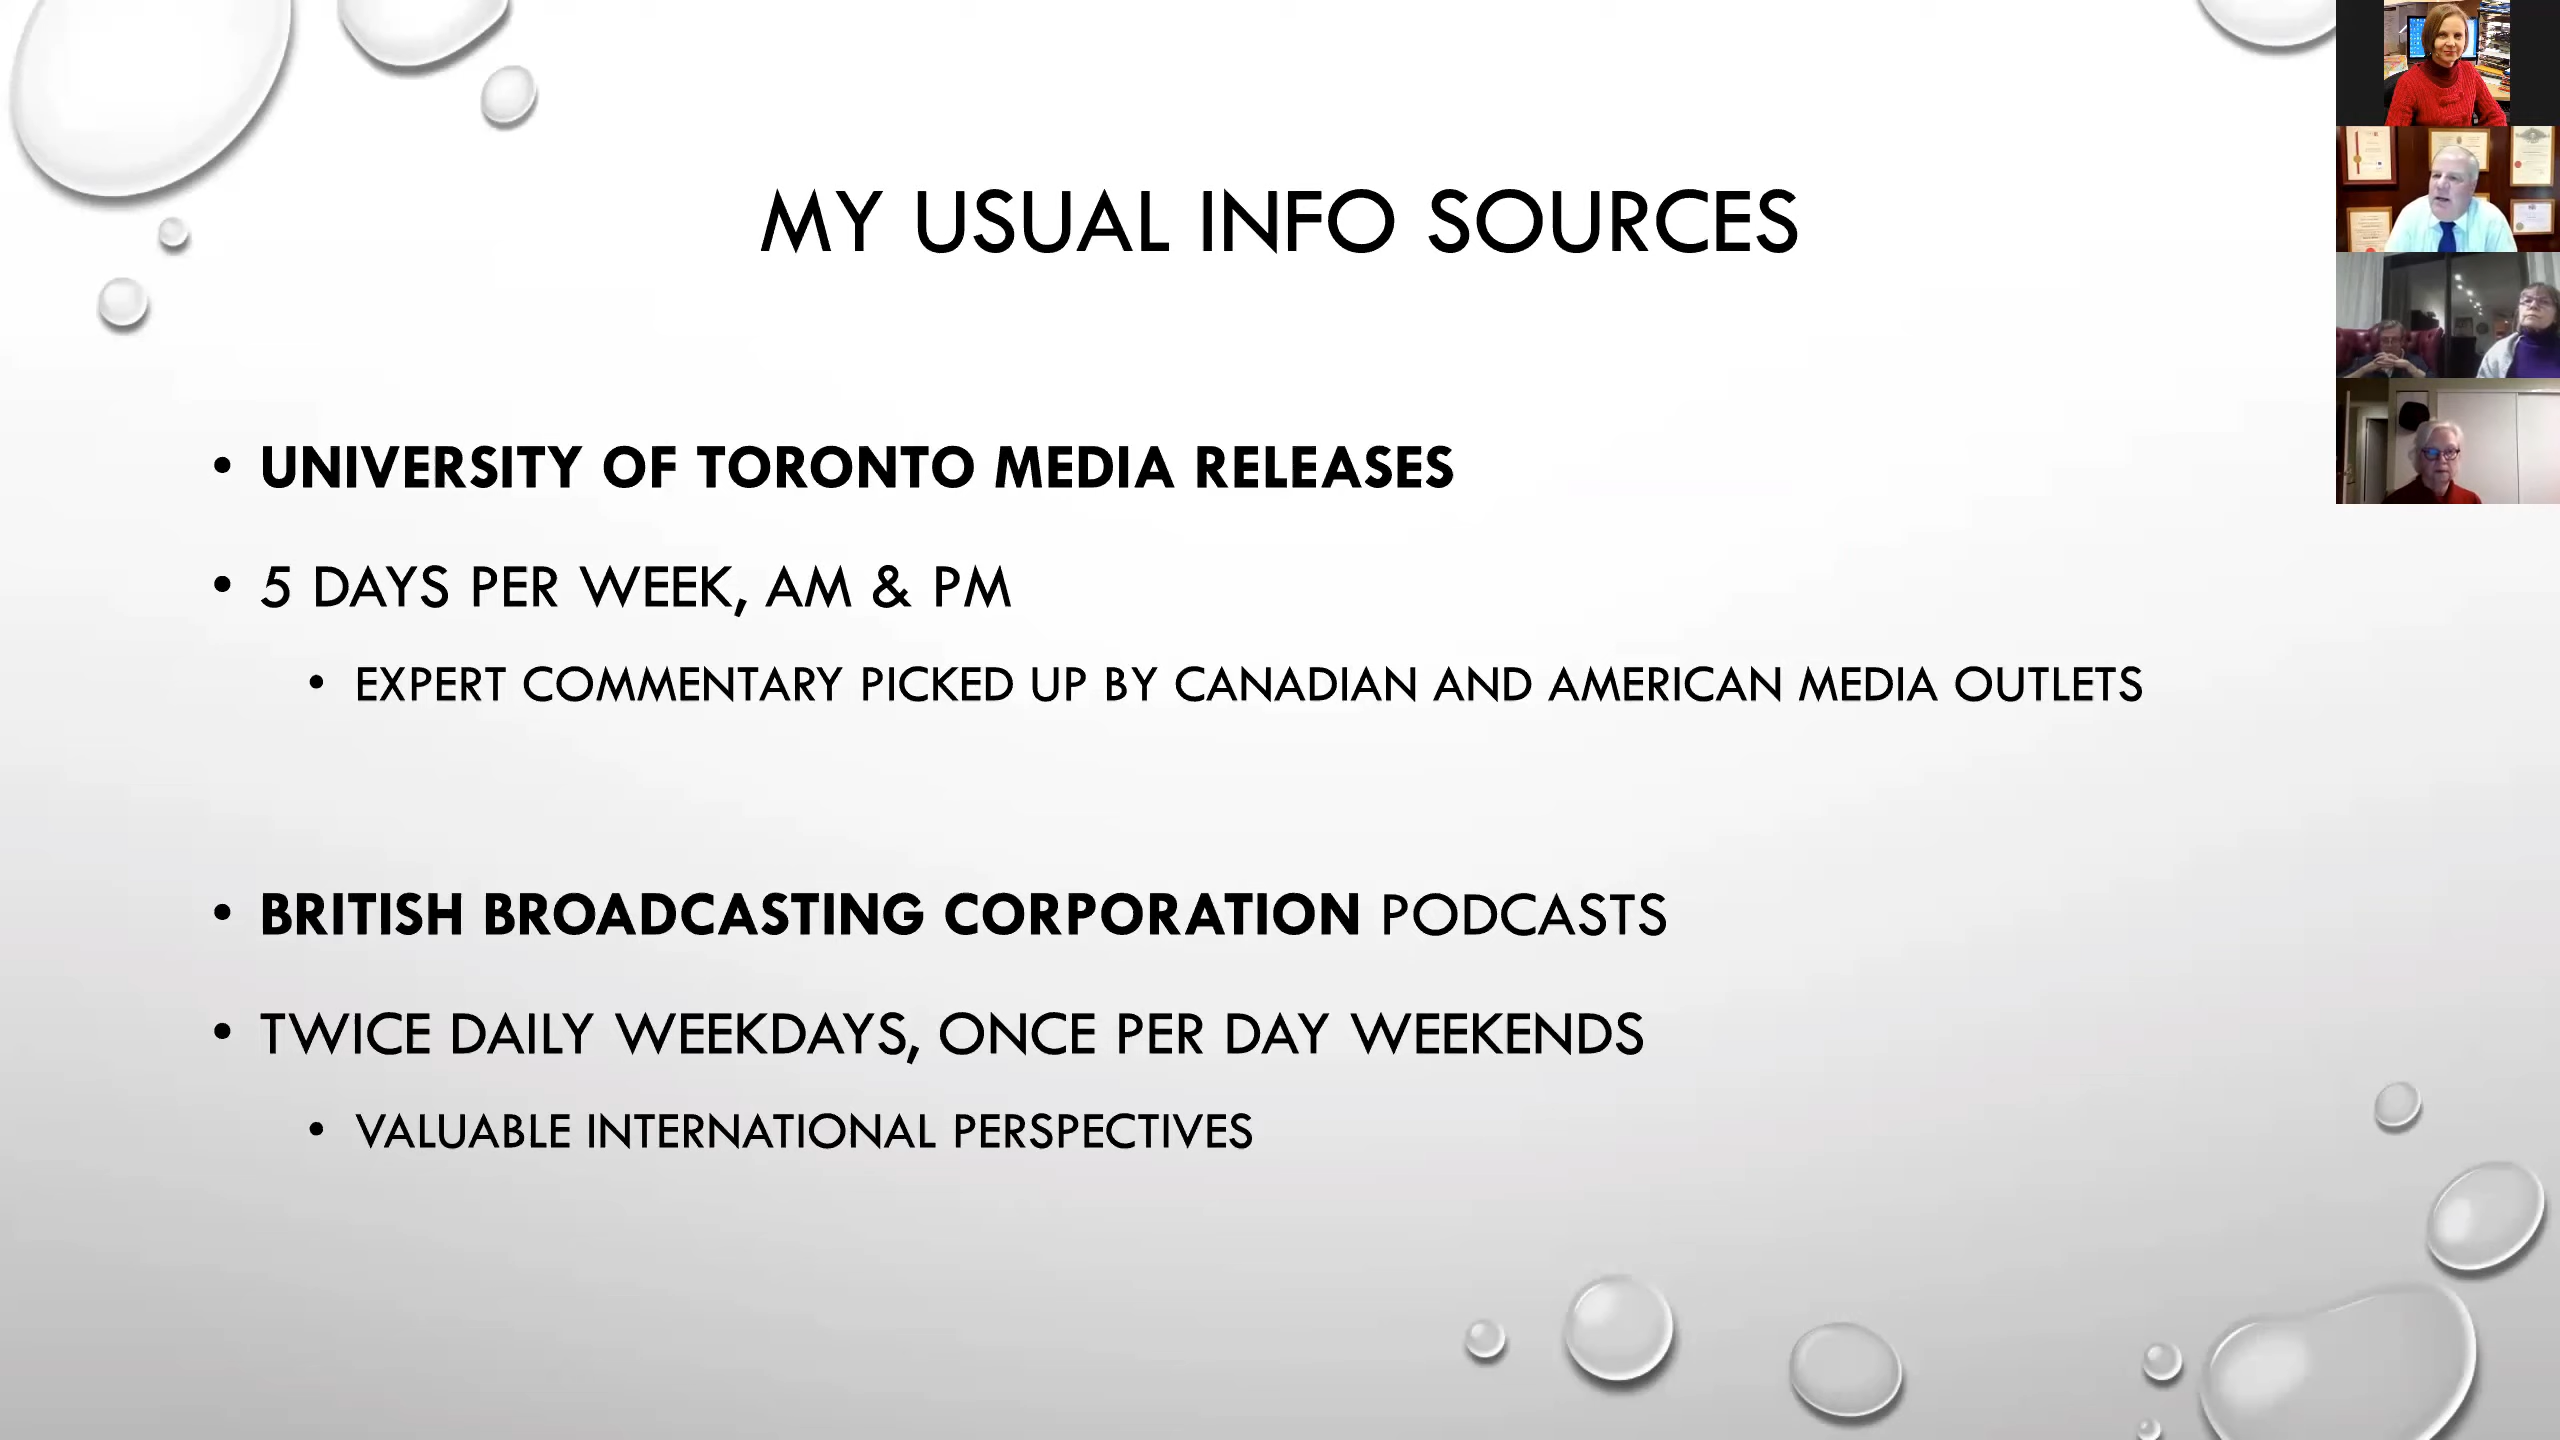 MY USUAL INFO SOURCES
• UNIVERSITY OF TORONTO MEDIA RELEASES
• 5 DAYS PER WEEK, AM & PM
• EXPERT COMMENTARY PICKED UP BY CANADIAN AND AMERICAN MEDIA OUTLETS
• BRITISH BROADCASTING CORPORATION PODCASTS
• TWICE DAILY WEEKDAYS, ONCE PER DAY WEEKENDS
• VALUABLE INTERNATIONAL PERSPECTIVES